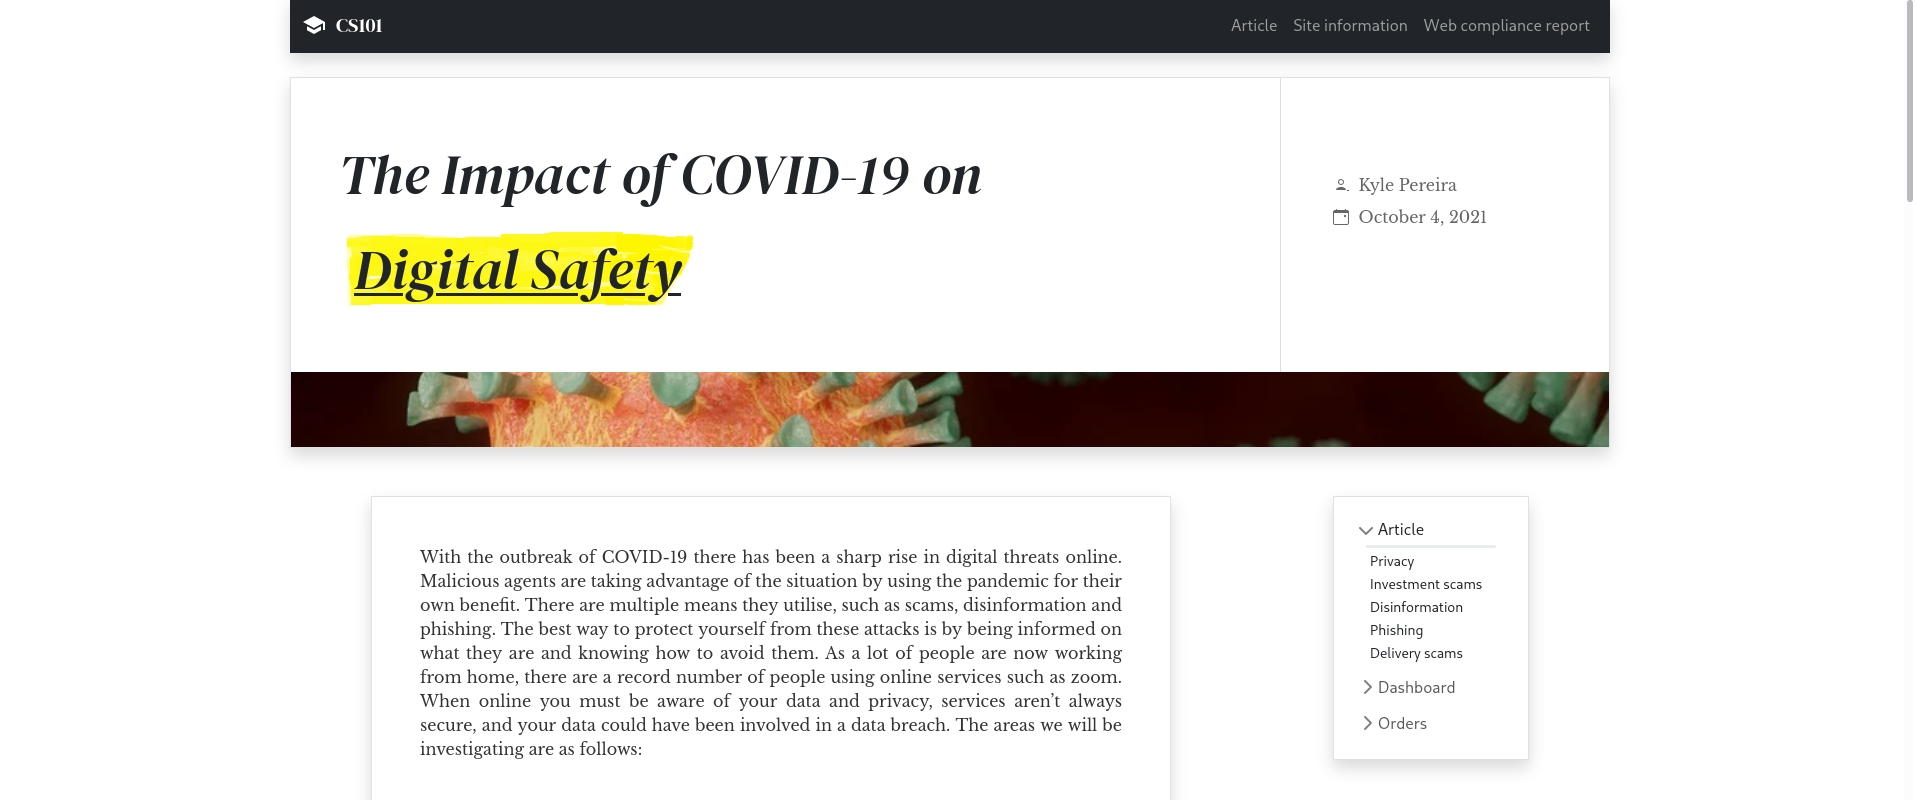 CS101
Article
Site information
Web compliance report
The Impact of COVID-19 on
Digital Safety
Kyle Pereira
October 4, 2021
With the outbreak of COVID-19 there has been a sharp rise in digital threats online.
Malicious agents are taking advantage of the situation by using the pandemic for their
own benefit. There are multiple means they utilise, such as scams, disinformation and
phishing. The best way to protect yourself from these attacks is by being informed on
what they are and knowing how to avoid them. As a lot of people are now working
from home, there are a record number of people using online services such as zoom.
When online you must be aware of your data and privacy, services aren’t always
secure, and your data could have been involved in a data breach. The areas we will be
investigating are as follows:
Article
Privacy
Investment scams
Disinformation
Phishing
Delivery scams
Dashboard
Orders